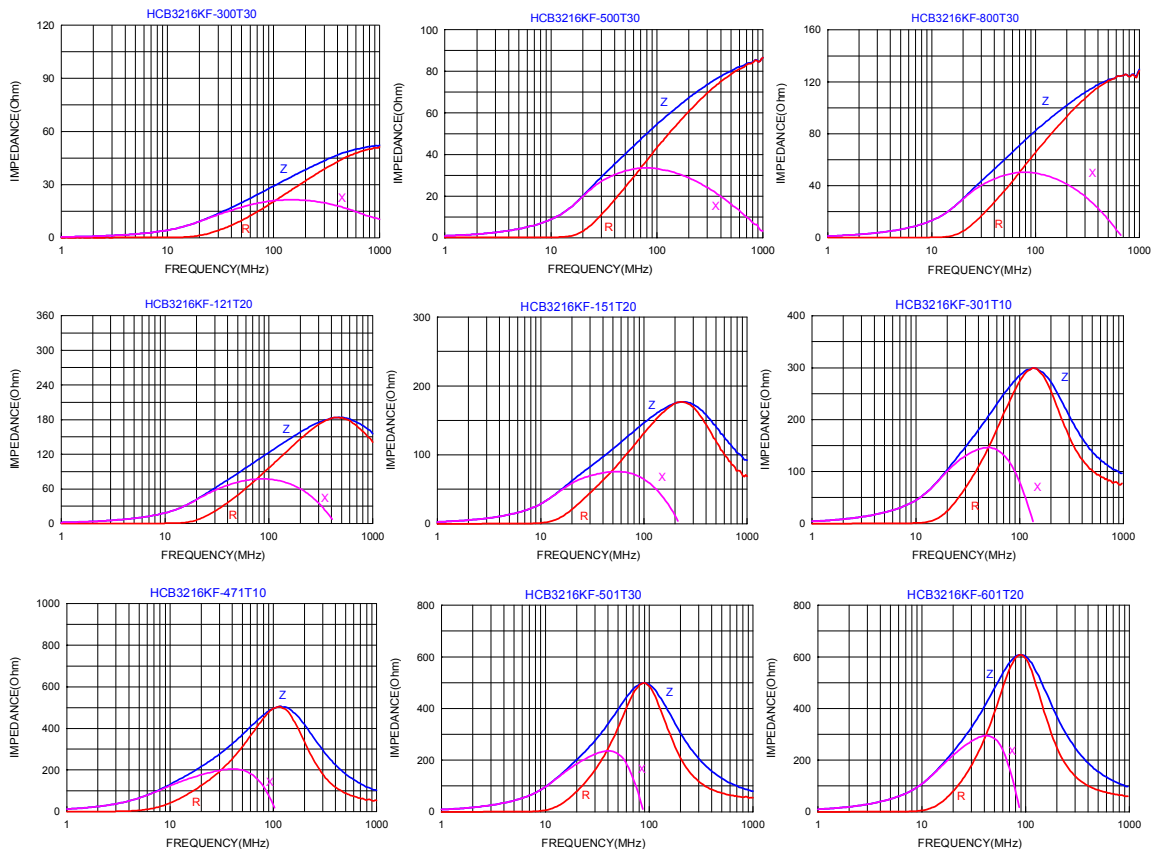 HCB3216KF-300T30
IMPEDANCE(Ohm)
120
90
60
30
0
Z
X
R
1 10 100 1000
FREQUENCY(MHz)
HCB3216KF-500T30
IMPEDANCE(Ohm)
100
80
60
40
20
0
Z
X
R
1 10 100 1000
FREQUENCY(MHz)
HCB3216KF-800T30
IMPEDANCE(Ohm)
160
120
80
40
0
Z
X
R
1 10 100 1000
FREQUENCY(MHz)
HCB3216KF-121T20
IMPEDANCE(Ohm)
360
300
240
180
120
60
0
Z
X
R
1 10 100 1000
FREQUENCY(MHz)
HCB3216KF-151T20
IMPEDANCE(Ohm)
300
200
100
0
Z
X
R
1 10 100 1000
FREQUENCY(MHz)
HCB3216KF-301T10
IMPEDANCE(Ohm)
400
300
200
100
0
Z
X
R
1 10 100 1000
FREQUENCY(MHz)
HCB3216KF-471T10
IMPEDANCE(Ohm)
1000
800
600
400
200
0
Z
X
R
1 10 100 1000
FREQUENCY(MHz)
HCB3216KF-501T30
IMPEDANCE(Ohm)
800
600
400
200
0
Z
X
R
1 10 100 1000
FREQUENCY(MHz)
HCB3216KF-601T20
IMPEDANCE(Ohm)
800
600
400
200
0
Z
X
R
1 10 100 1000
FREQUENCY(MHz)